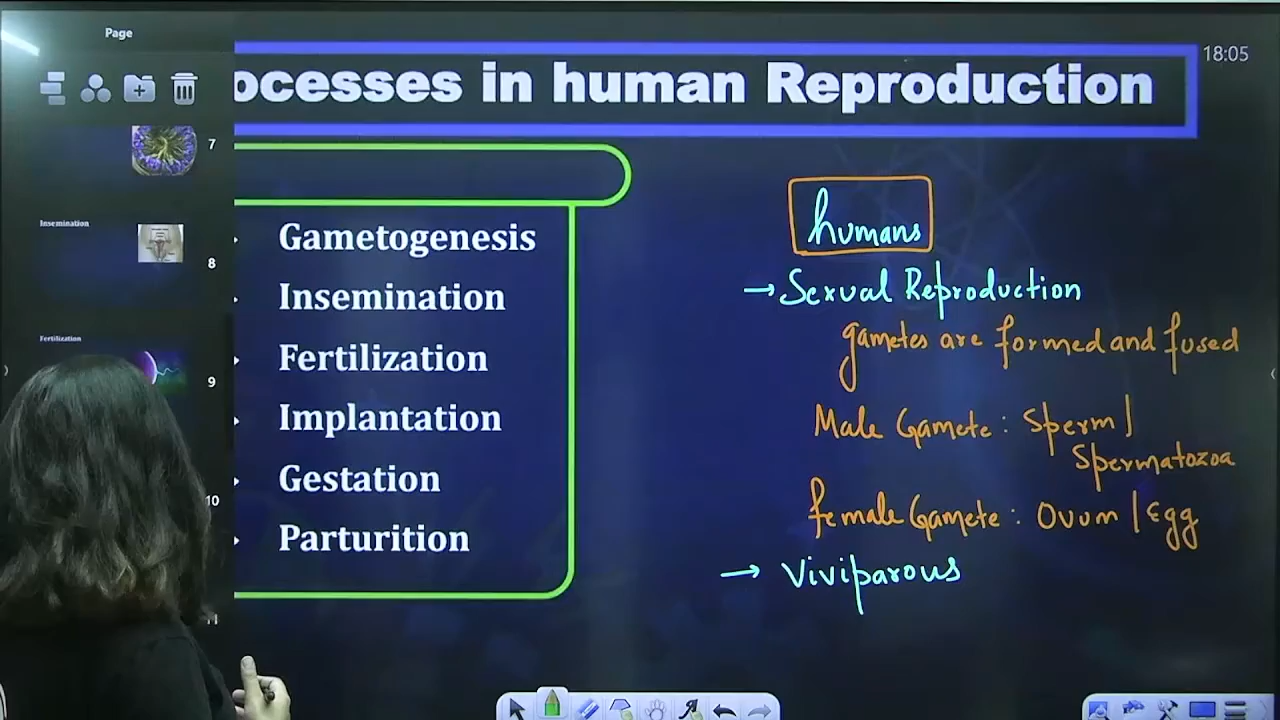 Page
18:05
ocesses in human Reproduction
7
Insemination
8
Fertilization
9
10
11
Gametogenesis
Insemination
Fertilization
Implantation
Gestation
Parturition
humans
→ Sexual Reproduction
gametes are formed and fused
Male Gamete : Sperm /
Spermatozoa
female Gamete : Ovum / Egg
→ Viviparous